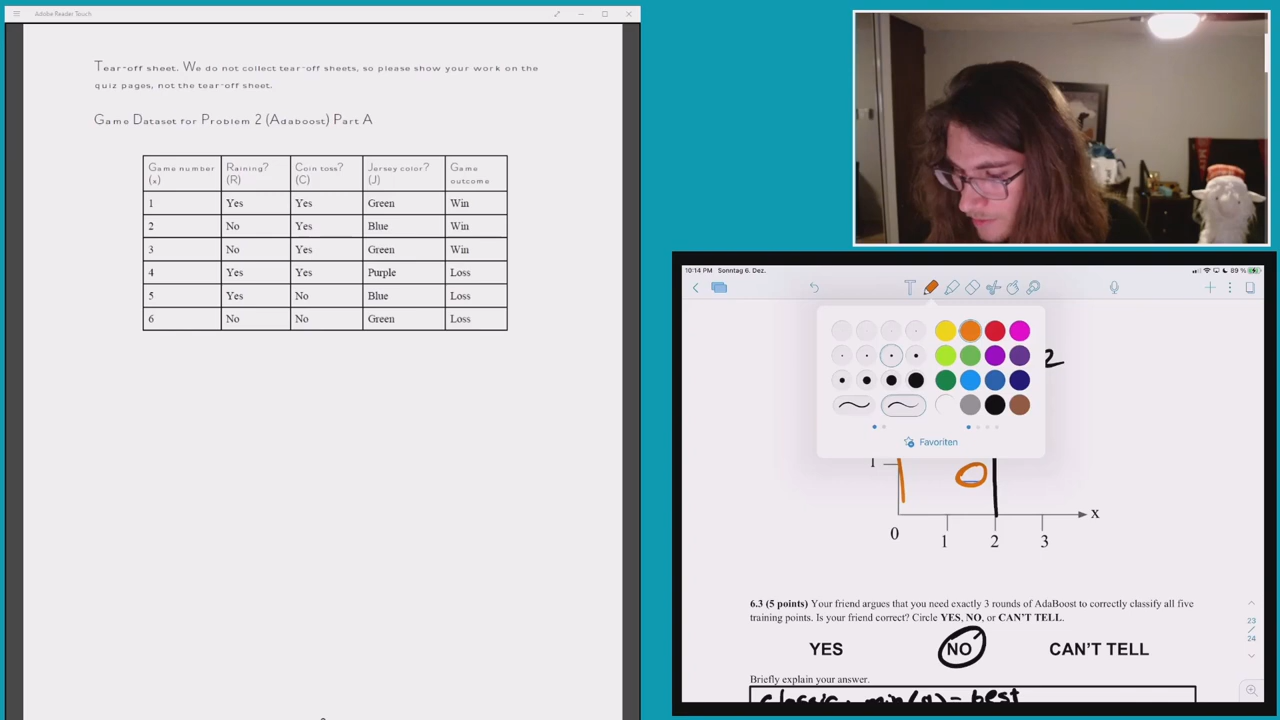 Adobe Reader Touch
Tear-off sheet. We do not collect tear-off sheets, so please show your work on the
quiz pages, not the tear-off sheet.
Game Dataset for Problem 2 (Adaboost) Part A
Game number (x) Raining? (R) Coin toss? (C) Jersey color? (J) Game outcome
1 Yes Yes Green Win
2 No Yes Blue Win
3 No Yes Green Win
4 Yes Yes Purple Loss
5 Yes No Blue Loss
6 No No Green Loss
10:14 PM Sonntag 6. Dez.
89 %
T
2
Favoriten
1
x
0
1 2 3
6.3 (5 points) Your friend argues that you need exactly 3 rounds of AdaBoost to correctly classify all five
training points. Is your friend correct? Circle YES, NO, or CAN'T TELL.
23
/
24
YES NO CAN'T TELL
Briefly explain your answer.
best